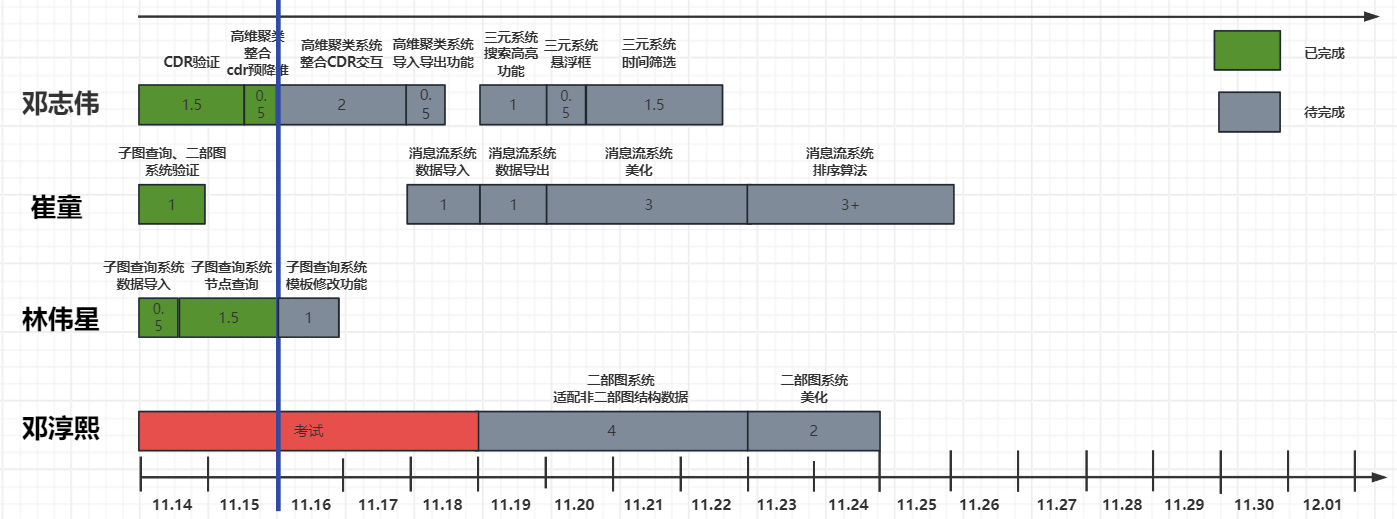 高维聚类
整合
cdr预降维
CDR验证
高维聚类系统
整合CDR交互
高维聚类系统
导入导出功能
三元系统
搜索高亮
功能
三元系统
悬浮框
三元系统
时间筛选
已完成
待完成
邓志伟
1.5
0.
5
2
0.
5
1
0.
5
1.5
子图查询、二部图
系统验证
消息流系统
数据导入
消息流系统
数据导出
消息流系统
美化
消息流系统
排序算法
崔童
1
1
1
3
3+
子图查询系统
数据导入
子图查询系统
节点查询
子图查询系统
模板修改功能
林伟星
0.
5
1.5
1
二部图系统
适配非二部图结构数据
二部图系统
美化
邓淳熙
考试
4
2
11.14
11.15
11.16
11.17
11.18
11.19
11.20
11.21
11.22
11.23
11.24
11.25
11.26
11.27
11.28
11.29
11.30
12.01